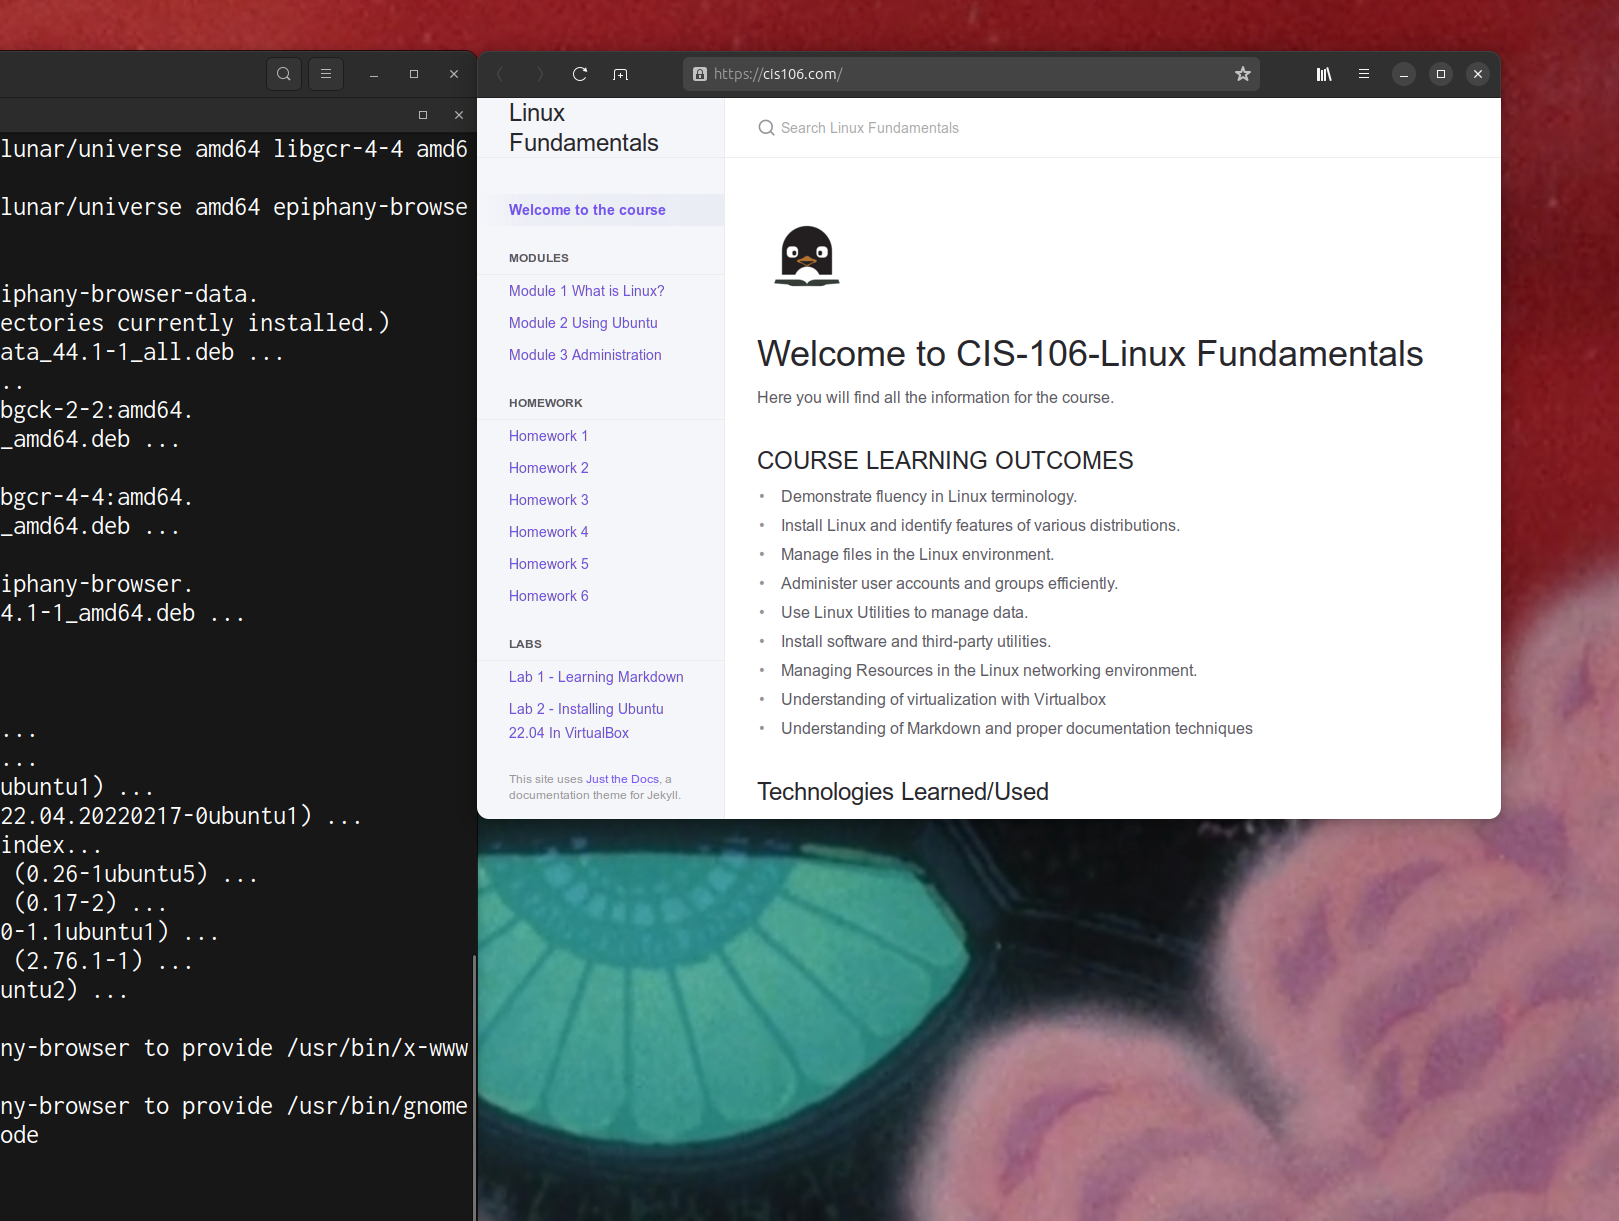 lunar/universe amd64 libgcr-4-4 amd6
lunar/universe amd64 epiphany-browse
iphany-browser-data.
ectories currently installed.)
ata_44.1-1_all.deb ...
..
bgck-2-2:amd64.
_amd64.deb ...
bgcr-4-4:amd64.
_amd64.deb ...
iphany-browser.
4.1-1_amd64.deb ...
...
...
ubuntu1) ...
22.04.20220217-0ubuntu1) ...
index...
(0.26-1ubuntu5) ...
(0.17-2) ...
0-1.1ubuntu1) ...
(2.76.1-1) ...
untu2) ...
ny-browser to provide /usr/bin/x-www
ny-browser to provide /usr/bin/gnome
ode
https://cis106.com/
Linux
Fundamentals
Search Linux Fundamentals
Welcome to the course
MODULES
Module 1 What is Linux?
Module 2 Using Ubuntu
Module 3 Administration
HOMEWORK
Homework 1
Homework 2
Homework 3
Homework 4
Homework 5
Homework 6
LABS
Lab 1 - Learning Markdown
Lab 2 - Installing Ubuntu
22.04 In VirtualBox
This site uses Just the Docs, a
documentation theme for Jekyll.
Welcome to CIS-106-Linux Fundamentals
Here you will find all the information for the course.
COURSE LEARNING OUTCOMES
• Demonstrate fluency in Linux terminology.
• Install Linux and identify features of various distributions.
• Manage files in the Linux environment.
• Administer user accounts and groups efficiently.
• Use Linux Utilities to manage data.
• Install software and third-party utilities.
• Managing Resources in the Linux networking environment.
• Understanding of virtualization with Virtualbox
• Understanding of Markdown and proper documentation techniques
Technologies Learned/Used